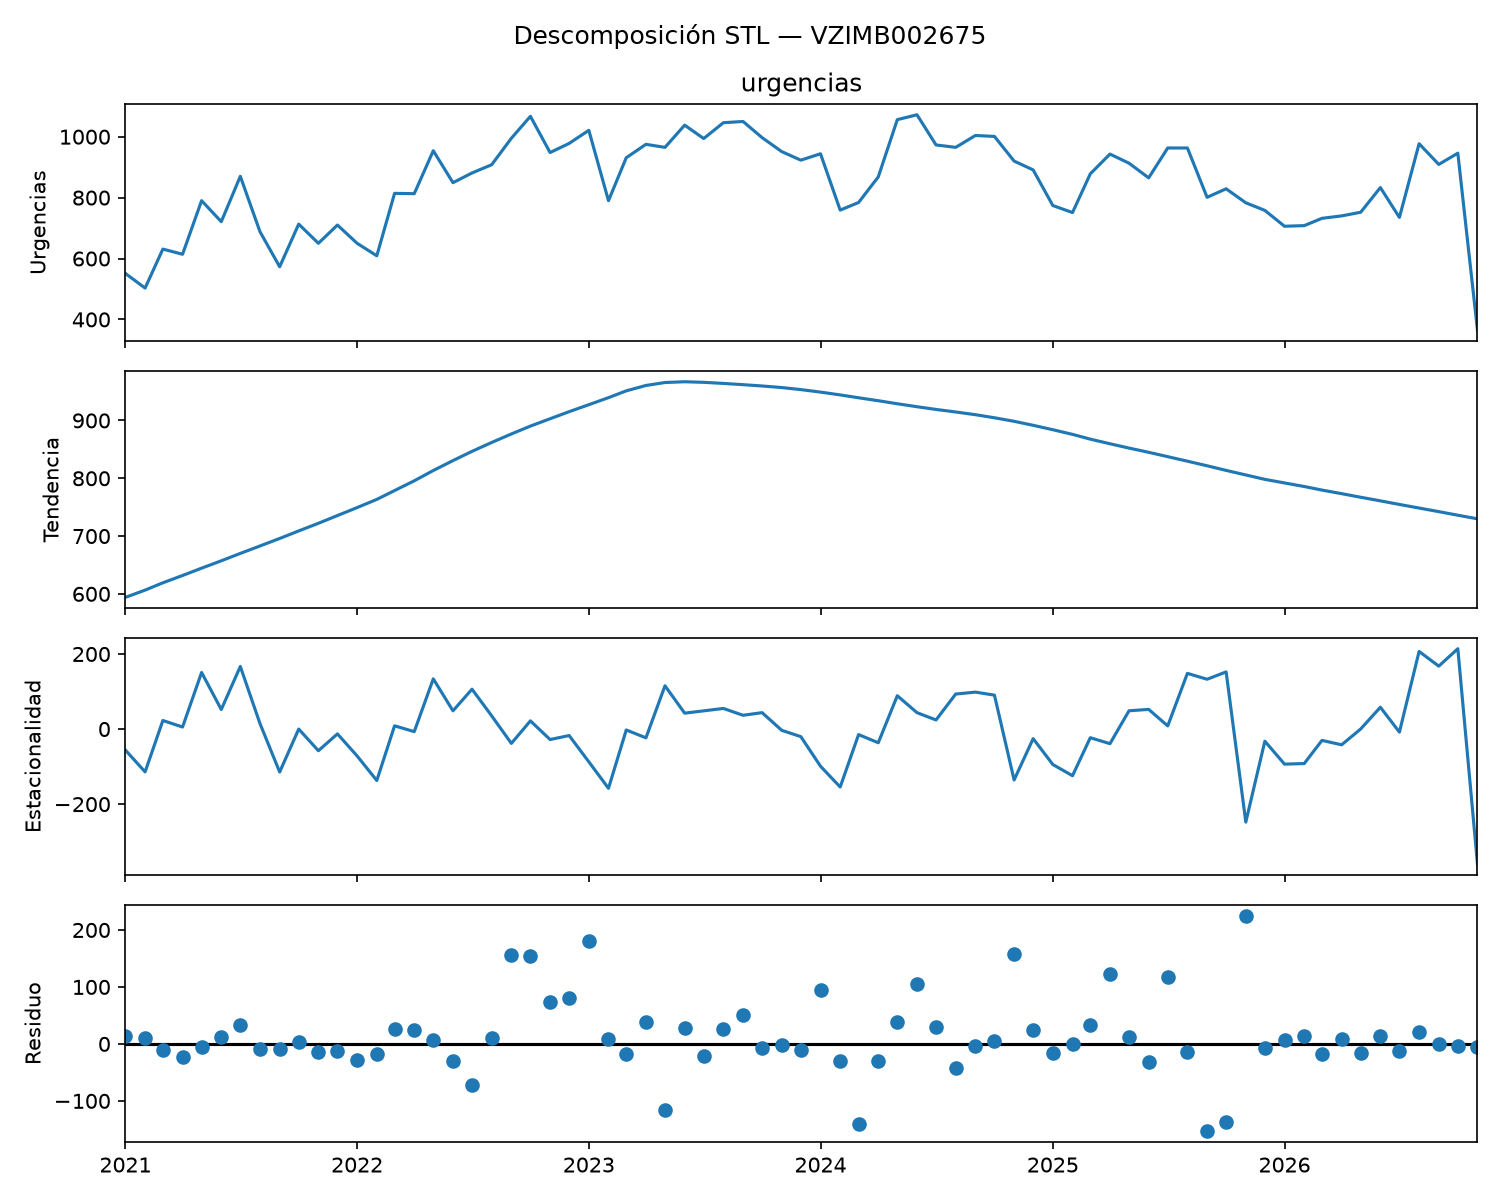 Descomposición STL — VZIMB002675
urgencias
Urgencias
1000
800
600
400
Tendencia
900
800
700
600
Estacionalidad
200
0
−200
Residuo
200
100
0
−100
2021 2022 2023 2024 2025 2026